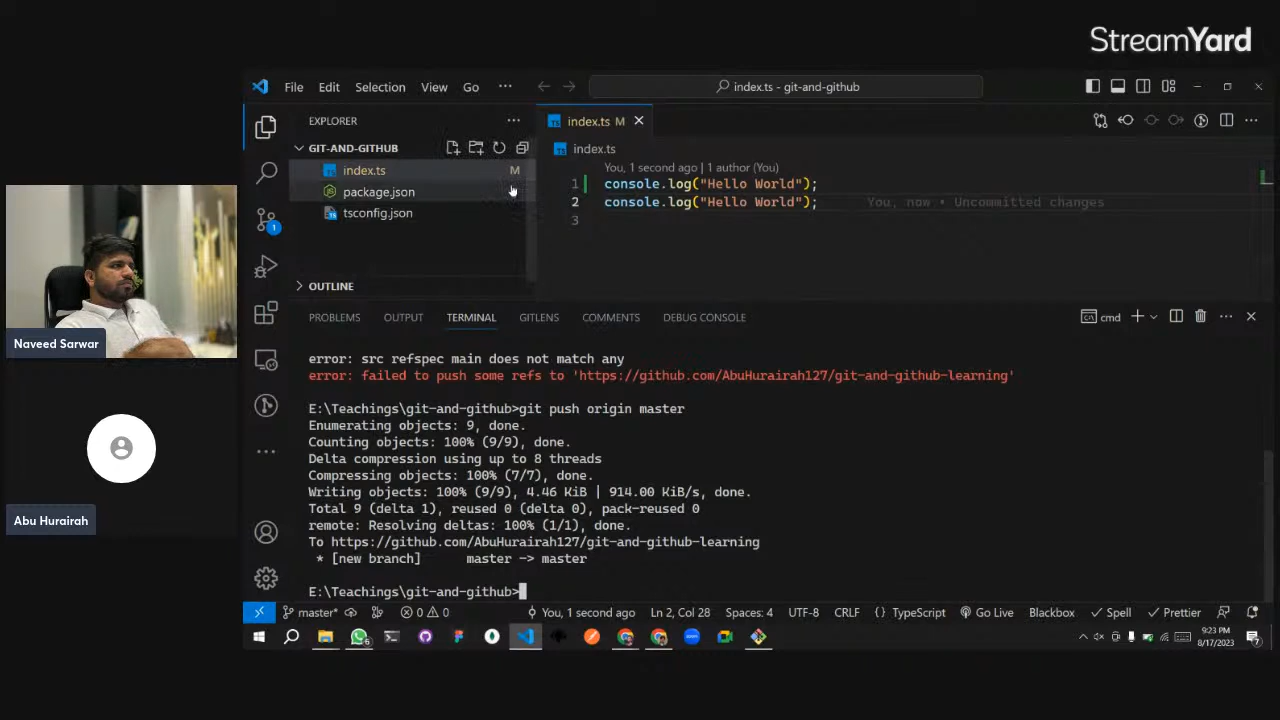 StreamYard
File Edit Selection View Go ··· index.ts - git-and-github
EXPLORER ···
GIT-AND-GITHUB
index.ts M
package.json
tsconfig.json
OUTLINE
index.ts M
index.ts
You, 1 second ago | 1 author (You)
1 console.log("Hello World");
2 console.log("Hello World"); You, now • Uncommitted changes
3
1
Naveed Sarwar
Abu Hurairah
PROBLEMS OUTPUT TERMINAL GITLENS COMMENTS DEBUG CONSOLE cmd
error: src refspec main does not match any
error: failed to push some refs to 'https://github.com/AbuHurairah127/git-and-github-learning'
E:\Teachings\git-and-github>git push origin master
Enumerating objects: 9, done.
Counting objects: 100% (9/9), done.
Delta compression using up to 8 threads
Compressing objects: 100% (7/7), done.
Writing objects: 100% (9/9), 4.46 KiB | 914.00 KiB/s, done.
Total 9 (delta 1), reused 0 (delta 0), pack-reused 0
remote: Resolving deltas: 100% (1/1), done.
To https://github.com/AbuHurairah127/git-and-github-learning
* [new branch] master -> master
E:\Teachings\git-and-github>
master* 0 0 You, 1 second ago Ln 2, Col 28 Spaces: 4 UTF-8 CRLF {} TypeScript Go Live Blackbox Spell Prettier
9:23 PM
8/17/2023